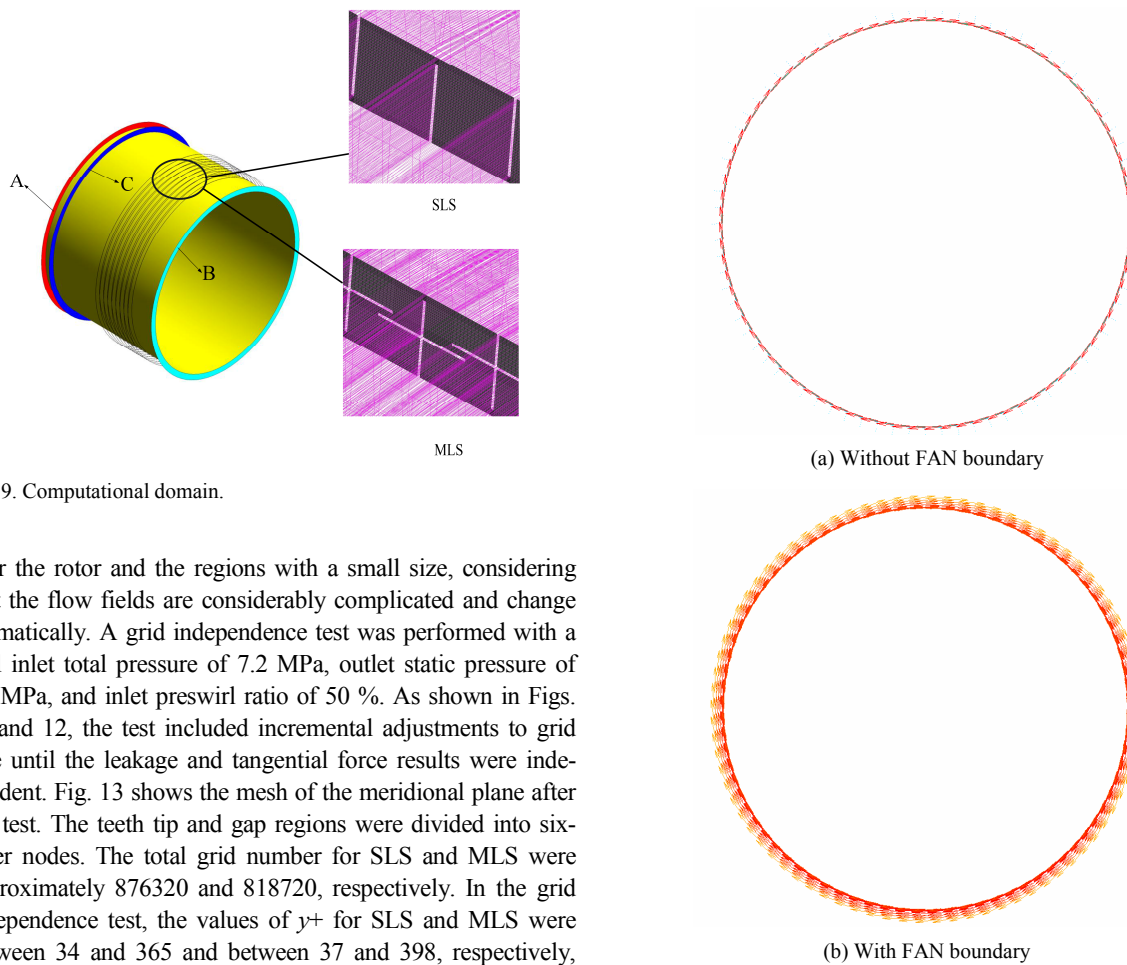 A
C
B
SLS
MLS
9. Computational domain.
r the rotor and the regions with a small size, considering
the flow fields are considerably complicated and change
matically. A grid independence test was performed with a
inlet total pressure of 7.2 MPa, outlet static pressure of
MPa, and inlet preswirl ratio of 50 %. As shown in Figs.
and 12, the test included incremental adjustments to grid
e until the leakage and tangential force results were inde-
dent. Fig. 13 shows the mesh of the meridional plane after
test. The teeth tip and gap regions were divided into six-
er nodes. The total grid number for SLS and MLS were
roximately 876320 and 818720, respectively. In the grid
ependence test, the values of y+ for SLS and MLS were
ween 34 and 365 and between 37 and 398, respectively,
(a) Without FAN boundary
(b) With FAN boundary